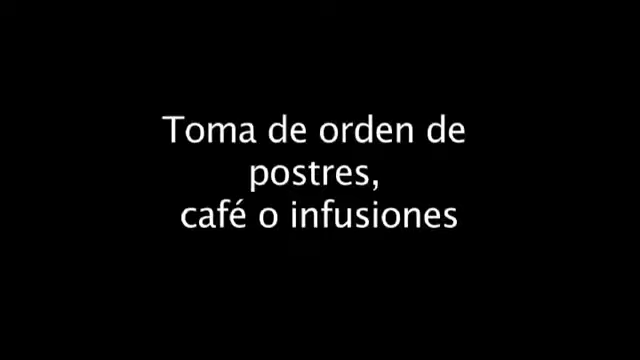 Toma de orden de
postres,
café o infusiones